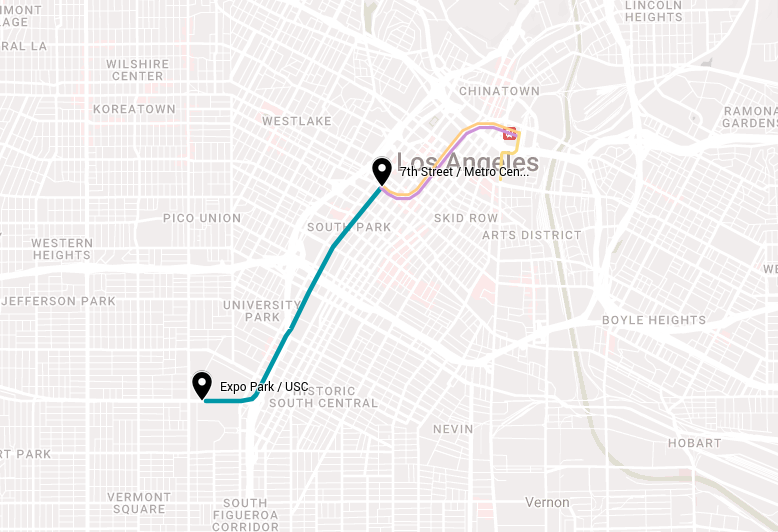 LINCOLN
HEIGHTS
IMONT
LAGE
RAL LA
WILSHIRE
CENTER
CHINATOWN
KOREATOWN
RAMONA
GARDENS
WESTLAKE
Los Angeles
7th Street / Metro Cen...
PICO UNION
SKID ROW
SOUTH PARK
ARTS DISTRICT
WESTERN
HEIGHTS
WE
JEFFERSON PARK
UNIVERSITY
PARK
BOYLE HEIGHTS
Expo Park / USC
HISTORIC
SOUTH CENTRAL
NEVIN
HOBART
RT PARK
VERMONT
SQUARE
SOUTH
FIGUEROA
CORRIDOR
Vernon